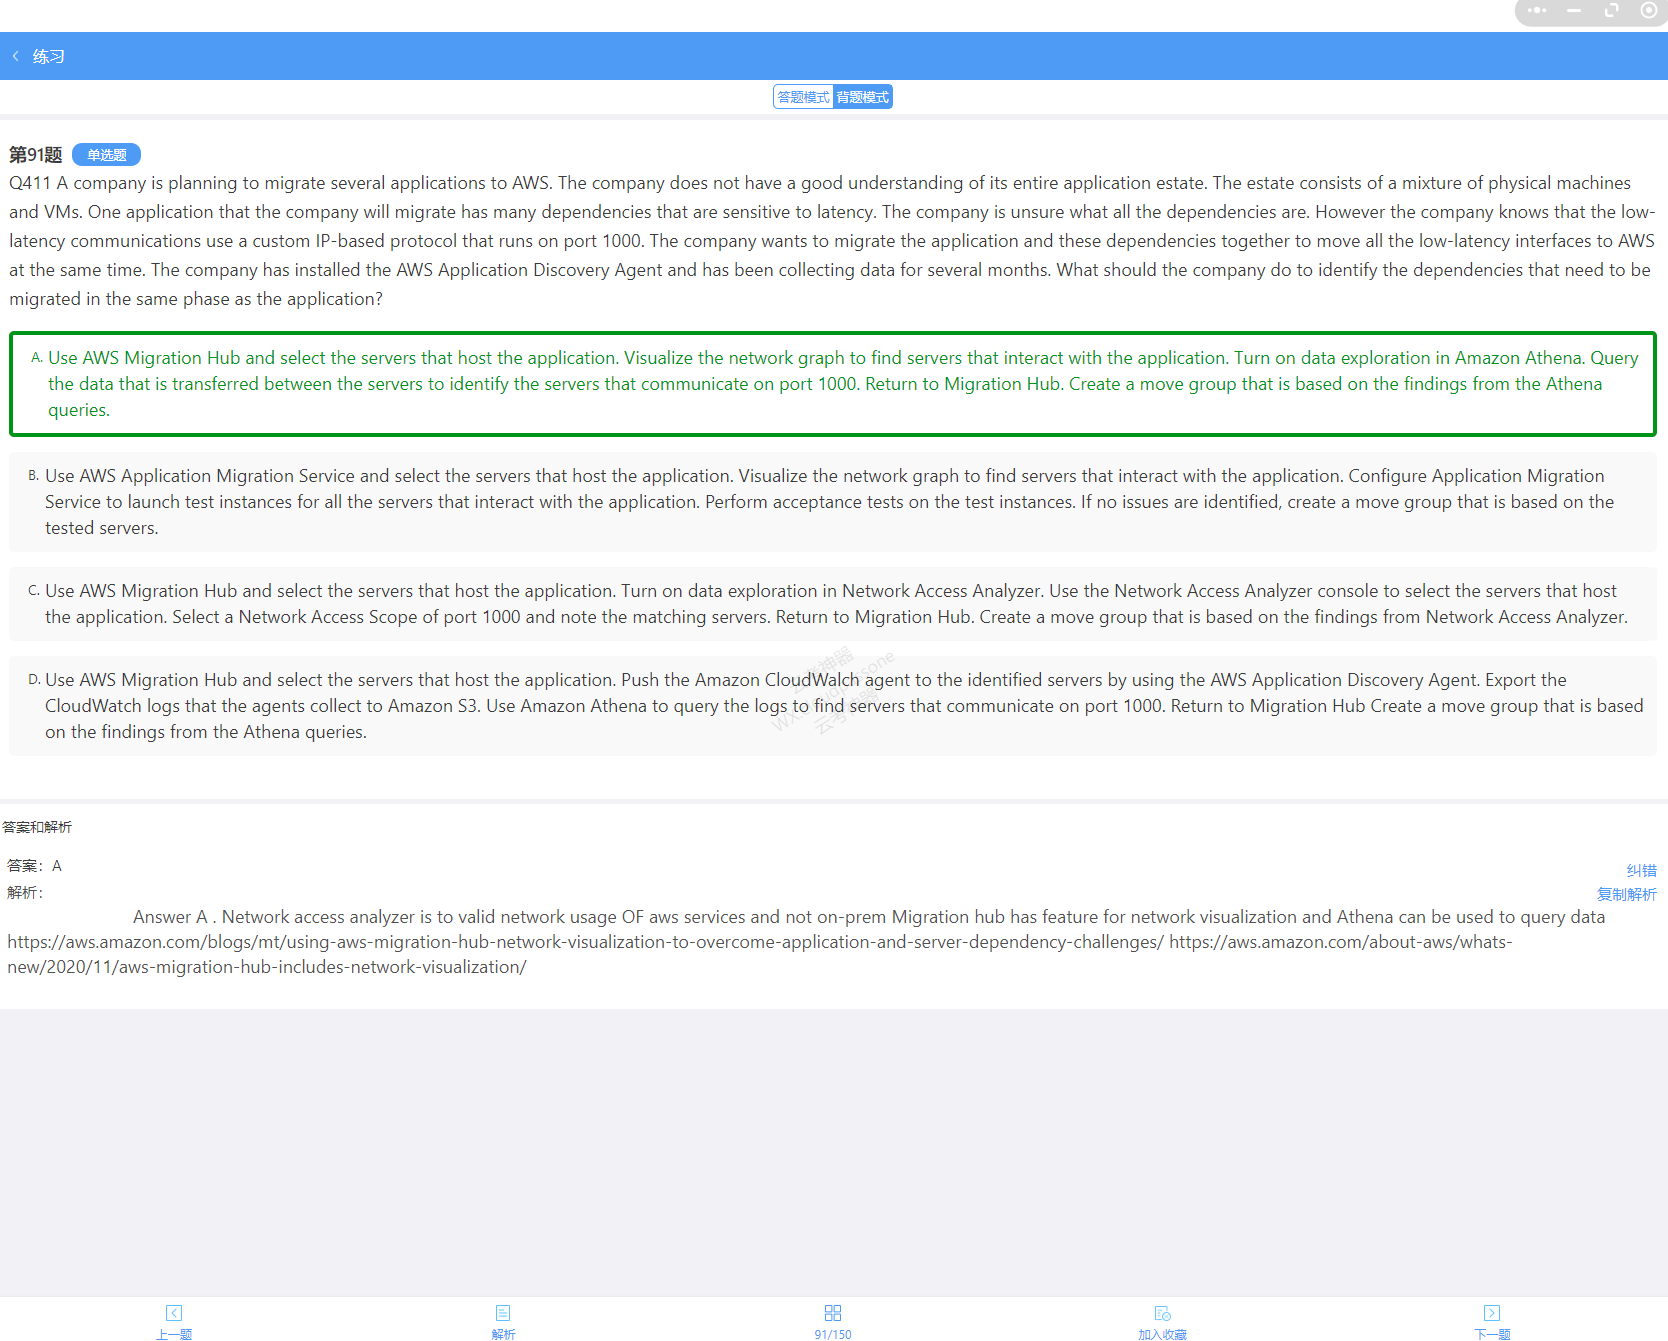 练习
答题模式 背题模式
第91题 单选题
Q411 A company is planning to migrate several applications to AWS. The company does not have a good understanding of its entire application estate. The estate consists of a mixture of physical machines
and VMs. One application that the company will migrate has many dependencies that are sensitive to latency. The company is unsure what all the dependencies are. However the company knows that the low-
latency communications use a custom IP-based protocol that runs on port 1000. The company wants to migrate the application and these dependencies together to move all the low-latency interfaces to AWS
at the same time. The company has installed the AWS Application Discovery Agent and has been collecting data for several months. What should the company do to identify the dependencies that need to be
migrated in the same phase as the application?
A. Use AWS Migration Hub and select the servers that host the application. Visualize the network graph to find servers that interact with the application. Turn on data exploration in Amazon Athena. Query
the data that is transferred between the servers to identify the servers that communicate on port 1000. Return to Migration Hub. Create a move group that is based on the findings from the Athena
queries.
B. Use AWS Application Migration Service and select the servers that host the application. Visualize the network graph to find servers that interact with the application. Configure Application Migration
Service to launch test instances for all the servers that interact with the application. Perform acceptance tests on the test instances. If no issues are identified, create a move group that is based on the
tested servers.
C. Use AWS Migration Hub and select the servers that host the application. Turn on data exploration in Network Access Analyzer. Use the Network Access Analyzer console to select the servers that host
the application. Select a Network Access Scope of port 1000 and note the matching servers. Return to Migration Hub. Create a move group that is based on the findings from Network Access Analyzer.
D. Use AWS Migration Hub and select the servers that host the application. Push the Amazon CloudWalch agent to the identified servers by using the AWS Application Discovery Agent. Export the
CloudWatch logs that the agents collect to Amazon S3. Use Amazon Athena to query the logs to find servers that communicate on port 1000. Return to Migration Hub Create a move group that is based
on the findings from the Athena queries.
答案和解析
答案：A
纠错
解析：
复制解析
Answer A . Network access analyzer is to valid network usage OF aws services and not on-prem Migration hub has feature for network visualization and Athena can be used to query data
https://aws.amazon.com/blogs/mt/using-aws-migration-hub-network-visualization-to-overcome-application-and-server-dependency-challenges/ https://aws.amazon.com/about-aws/whats-
new/2020/11/aws-migration-hub-includes-network-visualization/
上一题 解析 91/150 加入收藏 下一题